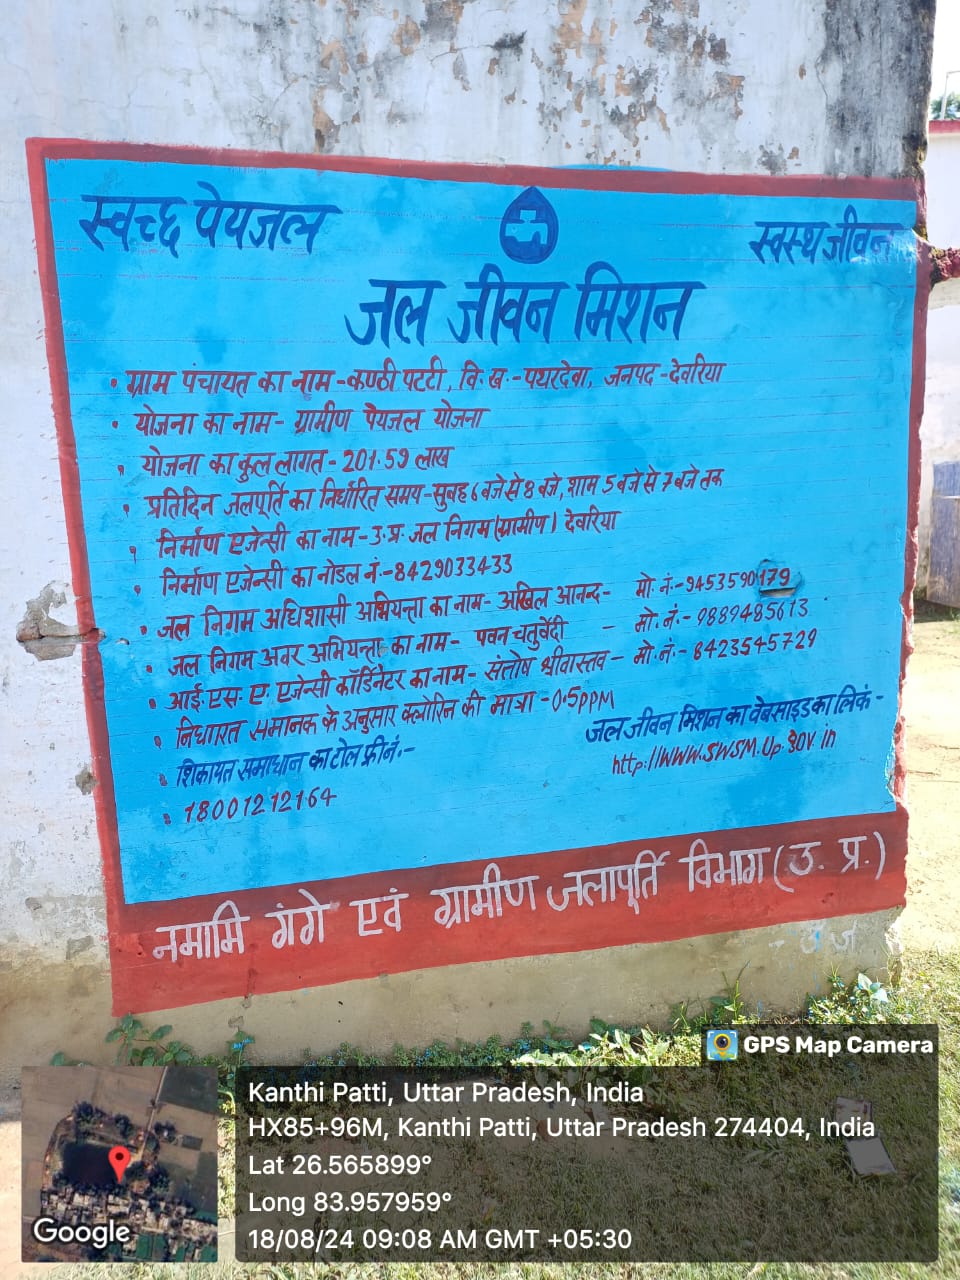 स्वच्छ पेयजल
स्वस्थ जीवन
जल जीवन मिशन
• ग्राम पंचायत का नाम - कण्ठी पटटी, वि. ख. - पथरदेवा, जनपद - देवरिया
• योजना का नाम - ग्रामीण पेयजल योजना
• योजना का कुल लागत - 201.59 लाख
• प्रतिदिन जलपूर्ति का निर्धारित समय - सुबह 6 बजे से 8 बजे, शाम 5 बजे से 7 बजे तक
• निर्माण एजेन्सी का नाम - उ. प्र. जल निगम (ग्रामीण) देवरिया
• निर्माण एजेन्सी का नोडल नं. - 8429033433
• जल निगम अधिशासी अभियन्ता का नाम - अखिल आनन्द - मो. नं. - 9453590179
• जल निगम अवर अभियन्ता का नाम - पवन चतुर्वेदी - मो. नं. - 9889485613
• आई. एस. ए. एजेन्सी कॉर्डिनेटर का नाम - संतोष श्रीवास्तव - मो. नं. - 8423545729
• निधारित समानक के अनुसार क्लोरिन की मात्रा - 0.5 PPM
• शिकायत समाधान का टोल फ्री नं. -
• 18001212164
जल जीवन मिशन का वेबसाइड का लिकं -
http://www.swsm.up.gov in
नमामि गंगे एवं ग्रामीण जलापूर्ति विभाग (उ. प्र.)
GPS Map Camera
Kanthi Patti, Uttar Pradesh, India
HX85+96M, Kanthi Patti, Uttar Pradesh 274404, India
Lat 26.565899°
Long 83.957959°
18/08/24 09:08 AM GMT +05:30
Google